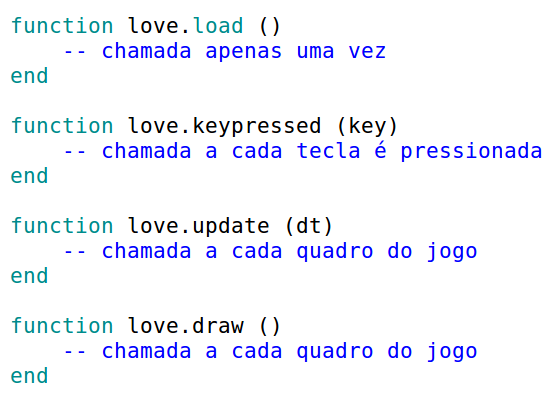 function love.load ()
    -- chamada apenas uma vez
end

function love.keypressed (key)
    -- chamada a cada tecla é pressionada
end

function love.update (dt)
    -- chamada a cada quadro do jogo
end

function love.draw ()
    -- chamada a cada quadro do jogo
end